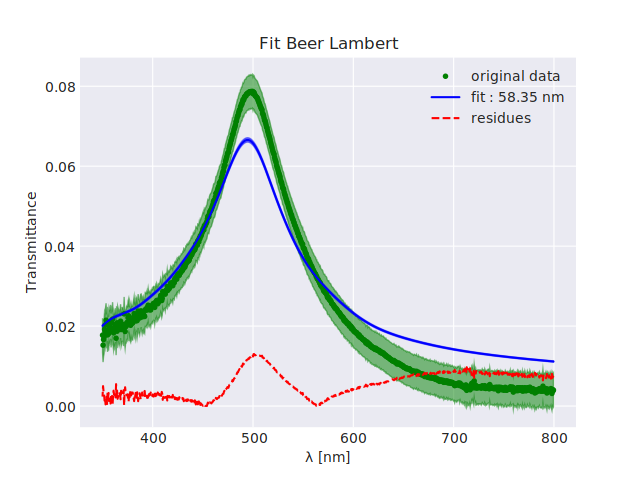 Fit Beer Lambert
original data
fit : 58.35 nm
residues
Transmittance
0.08
0.06
0.04
0.02
0.00
400 500 600 700 800
λ [nm]